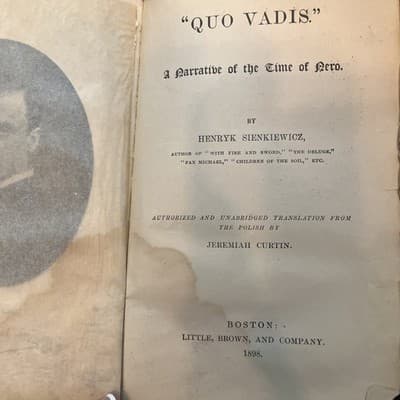 "QUO VADIS."
A Narrative of the Time of Nero.
BY
HENRYK SIENKIEWICZ,
AUTHOR OF "WITH FIRE AND SWORD," "THE DELUGE,"
"PAN MICHAEL," "CHILDREN OF THE SOIL," ETC.
AUTHORIZED AND UNABRIDGED TRANSLATION FROM
THE POLISH BY
JEREMIAH CURTIN.
BOSTON:
LITTLE, BROWN, AND COMPANY.
1898.